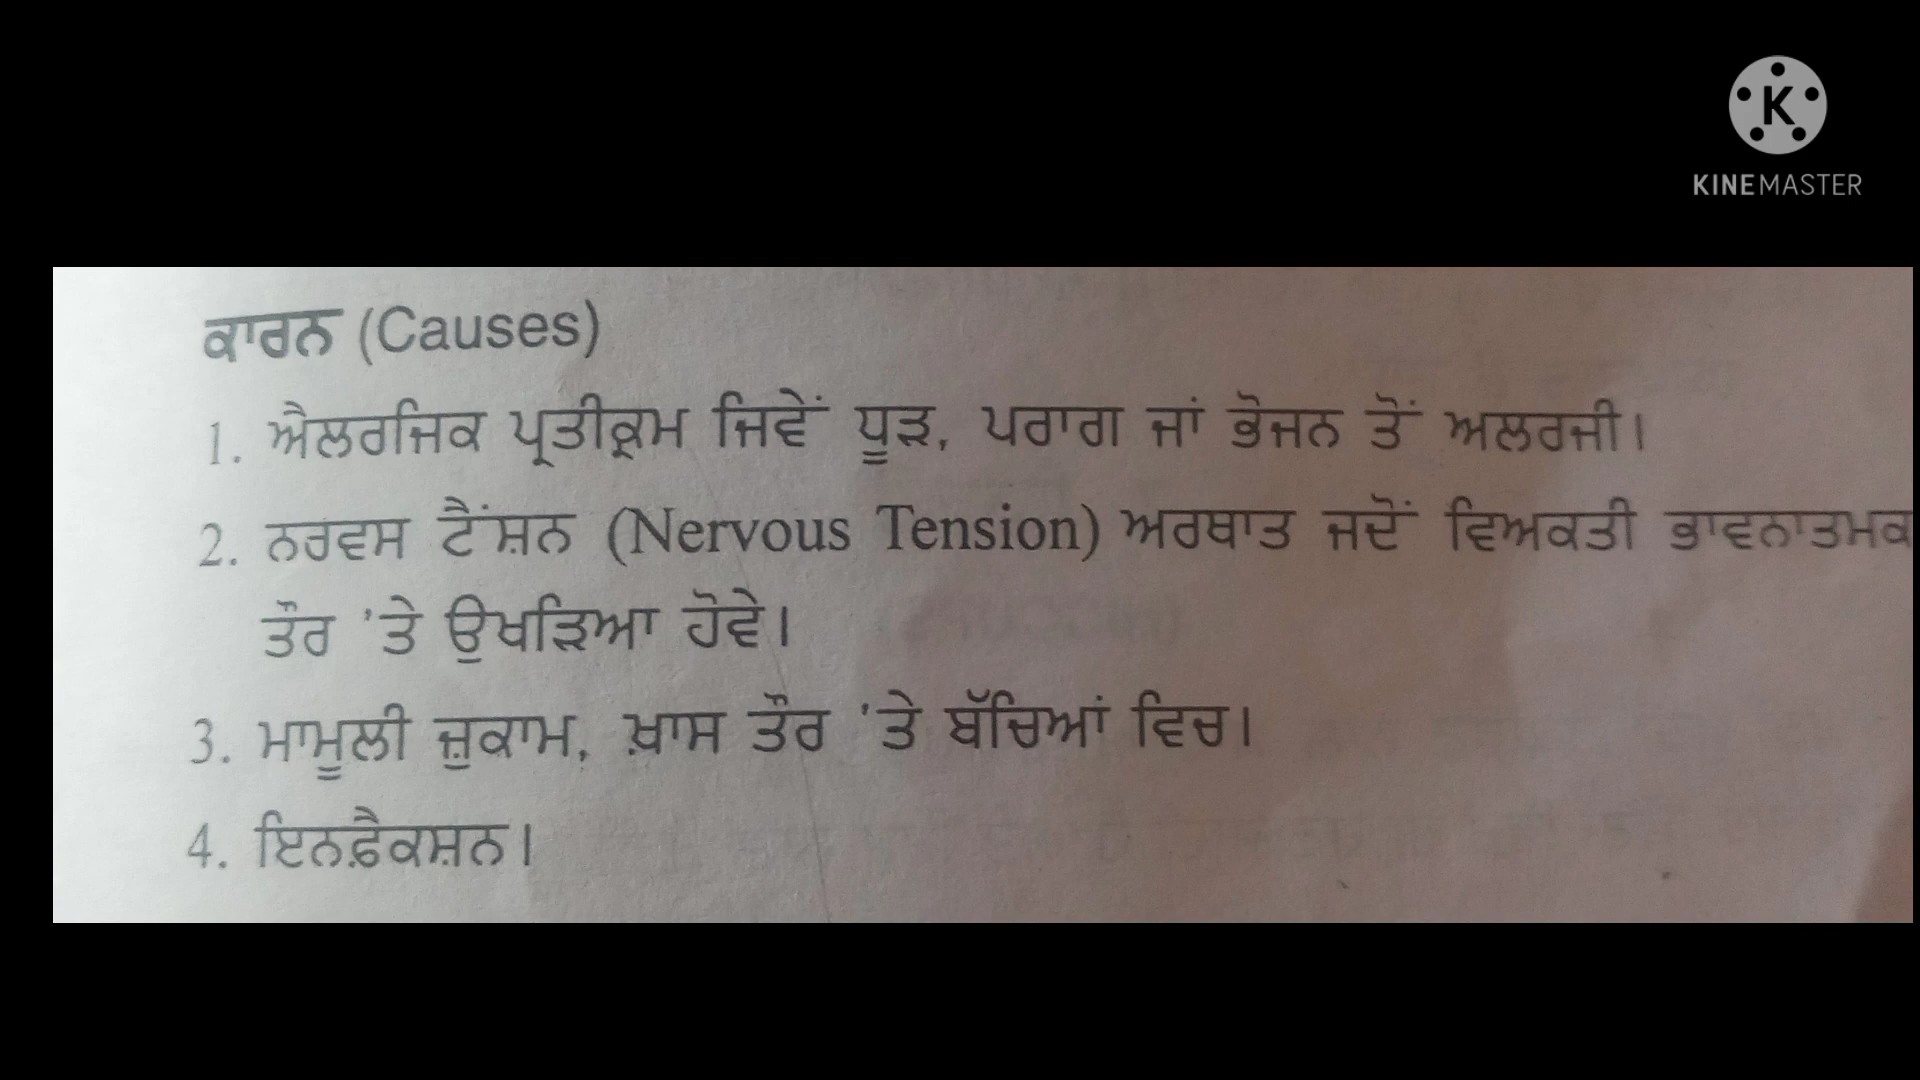 K
KINEMASTER
ਕਾਰਨ (Causes)
1. ਐਲਰਜਿਕ ਪ੍ਰਤੀਕ੍ਰਮ ਜਿਵੇਂ ਧੂੜ, ਪਰਾਗ ਜਾਂ ਭੋਜਨ ਤੋਂ ਅਲਰਜੀ।
2. ਨਰਵਸ ਟੈਂਸ਼ਨ (Nervous Tension) ਅਰਥਾਤ ਜਦੋਂ ਵਿਅਕਤੀ ਭਾਵਨਾਤਮਕ
ਤੌਰ 'ਤੇ ਉਖੜਿਆ ਹੋਵੇ।
3. ਮਾਮੂਲੀ ਜ਼ੁਕਾਮ, ਖ਼ਾਸ ਤੌਰ 'ਤੇ ਬੱਚਿਆਂ ਵਿਚ।
4. ਇਨਫ਼ੈਕਸ਼ਨ।